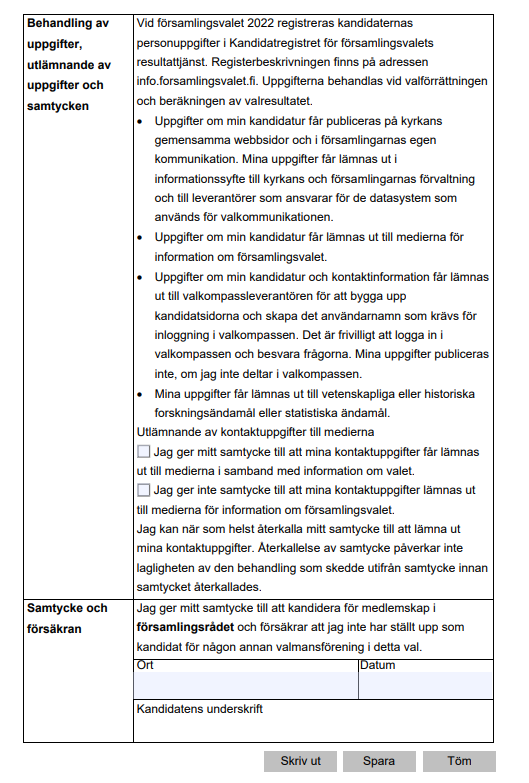 Behandling av
uppgifter,
utlämnande av
uppgifter och
samtycken
Vid församlingsvalet 2022 registreras kandidaternas
personuppgifter i Kandidatregistret för församlingsvalets
resultattjänst. Registerbeskrivningen finns på adressen
info.forsamlingsvalet.fi. Uppgifterna behandlas vid valförrättningen
och beräkningen av valresultatet.
• Uppgifter om min kandidatur får publiceras på kyrkans
gemensamma webbsidor och i församlingarnas egen
kommunikation. Mina uppgifter får lämnas ut i
informationssyfte till kyrkans och församlingarnas förvaltning
och till leverantörer som ansvarar för de datasystem som
används för valkommunikationen.
• Uppgifter om min kandidatur får lämnas ut till medierna för
information om församlingsvalet.
• Uppgifter om min kandidatur och kontaktinformation får lämnas
ut till valkompassleverantören för att bygga upp
kandidatsidorna och skapa det användarnamn som krävs för
inloggning i valkompassen. Det är frivilligt att logga in i
valkompassen och besvara frågorna. Mina uppgifter publiceras
inte, om jag inte deltar i valkompassen.
• Mina uppgifter får lämnas ut till vetenskapliga eller historiska
forskningsändamål eller statistiska ändamål.
Utlämnande av kontaktuppgifter till medierna
Jag ger mitt samtycke till att mina kontaktuppgifter får lämnas
ut till medierna i samband med information om valet.
Jag ger inte samtycke till att mina kontaktuppgifter lämnas ut
till medierna för information om församlingsvalet.
Jag kan när som helst återkalla mitt samtycke till att lämna ut
mina kontaktuppgifter. Återkallelse av samtycke påverkar inte
lagligheten av den behandling som skedde utifrån samtycke innan
samtycket återkallades.
Samtycke och
försäkran
Jag ger mitt samtycke till att kandidera för medlemskap i
församlingsrådet och försäkrar att jag inte har ställt upp som
kandidat för någon annan valmansförening i detta val.
Ort
Datum
Kandidatens underskrift
Skriv ut
Spara
Töm